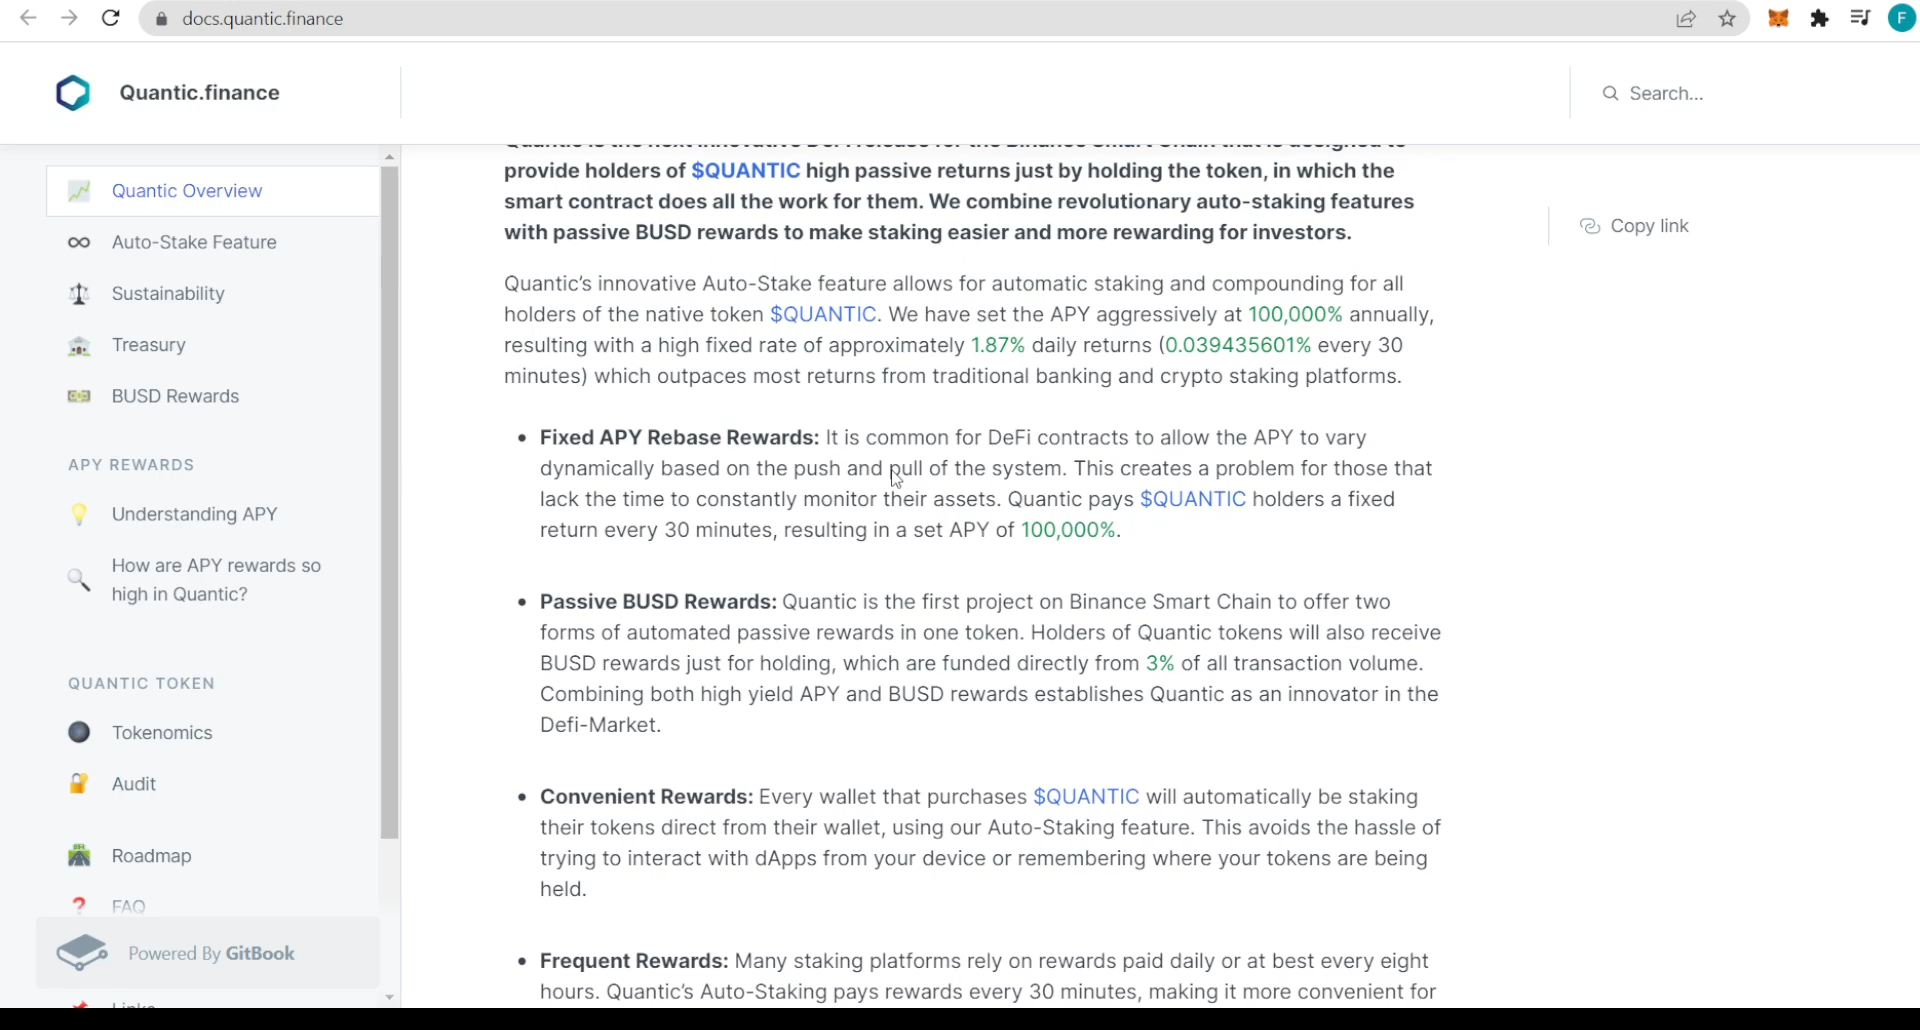 docs.quantic.finance
F
Quantic.finance
Search...
Quantic Overview
Auto-Stake Feature
Sustainability
Treasury
BUSD Rewards
APY REWARDS
Understanding APY
How are APY rewards so
high in Quantic?
QUANTIC TOKEN
Tokenomics
Audit
Roadmap
FAQ
Powered By GitBook
Links
Quantic is the next innovative DeFi release for the Binance Smart Chain that is designed to
provide holders of $QUANTIC high passive returns just by holding the token, in which the
smart contract does all the work for them. We combine revolutionary auto-staking features
with passive BUSD rewards to make staking easier and more rewarding for investors.
Quantic's innovative Auto-Stake feature allows for automatic staking and compounding for all
holders of the native token $QUANTIC. We have set the APY aggressively at 100,000% annually,
resulting with a high fixed rate of approximately 1.87% daily returns (0.039435601% every 30
minutes) which outpaces most returns from traditional banking and crypto staking platforms.
• Fixed APY Rebase Rewards: It is common for DeFi contracts to allow the APY to vary
dynamically based on the push and pull of the system. This creates a problem for those that
lack the time to constantly monitor their assets. Quantic pays $QUANTIC holders a fixed
return every 30 minutes, resulting in a set APY of 100,000%.
• Passive BUSD Rewards: Quantic is the first project on Binance Smart Chain to offer two
forms of automated passive rewards in one token. Holders of Quantic tokens will also receive
BUSD rewards just for holding, which are funded directly from 3% of all transaction volume.
Combining both high yield APY and BUSD rewards establishes Quantic as an innovator in the
Defi-Market.
• Convenient Rewards: Every wallet that purchases $QUANTIC will automatically be staking
their tokens direct from their wallet, using our Auto-Staking feature. This avoids the hassle of
trying to interact with dApps from your device or remembering where your tokens are being
held.
• Frequent Rewards: Many staking platforms rely on rewards paid daily or at best every eight
hours. Quantic's Auto-Staking pays rewards every 30 minutes, making it more convenient for
Copy link